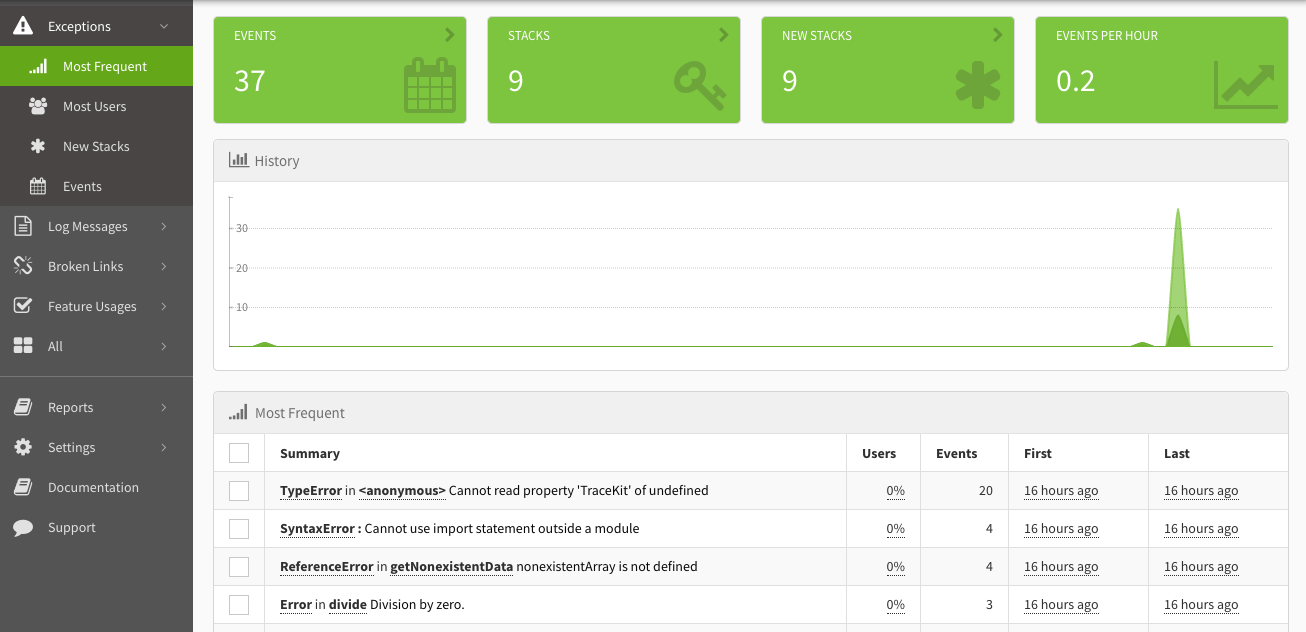 Exceptions
Most Frequent
Most Users
New Stacks
Events
Log Messages
Broken Links
Feature Usages
All
Reports
Settings
Documentation
Support
EVENTS
37
STACKS
9
NEW STACKS
9
EVENTS PER HOUR
0.2
History
30
20
10
Most Frequent
Summary Users Events First Last
TypeError in <anonymous> Cannot read property 'TraceKit' of undefined 0% 20 16 hours ago 16 hours ago
SyntaxError : Cannot use import statement outside a module 0% 4 16 hours ago 16 hours ago
ReferenceError in getNonexistentData nonexistentArray is not defined 0% 4 16 hours ago 16 hours ago
Error in divide Division by zero. 0% 3 16 hours ago 16 hours ago